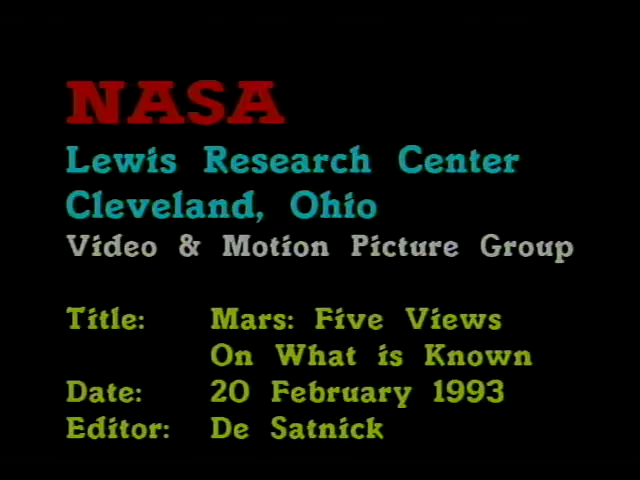 NASA
Lewis Research Center
Cleveland, Ohio
Video & Motion Picture Group
Title: Mars: Five Views
On What is Known
Date: 20 February 1993
Editor: De Satnick